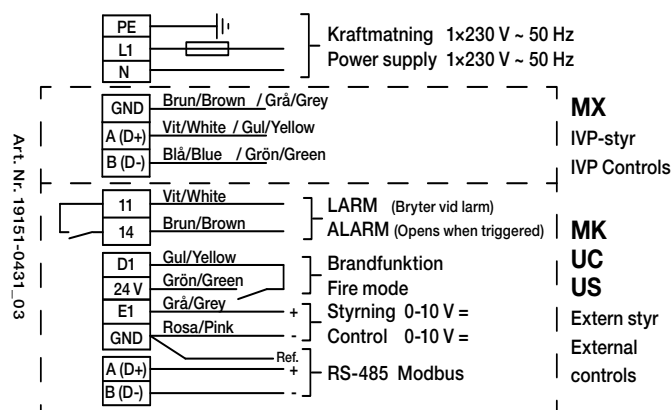 PE
L1
N
Kraftmatning 1×230 V ~ 50 Hz
Power supply 1×230 V ~ 50 Hz
GND Brun/Brown / Grå/Grey
A (D+) Vit/White / Gul/Yellow
B (D-) Blå/Blue / Grön/Green
MX
IVP-styr
IVP Controls
Art. Nr. 19151-0431_03
11 Vit/White
14 Brun/Brown
LARM (Bryter vid larm)
ALARM (Opens when triggered)
D1 Gul/Yellow
24 V Grön/Green
Brandfunktion
Fire mode
E1 Grå/Grey +
GND Rosa/Pink -
Styrning 0-10 V =
Control 0-10 V =
Ref.
A (D+) +
B (D-) -
RS-485 Modbus
MK
UC
US
Extern styr
External
controls